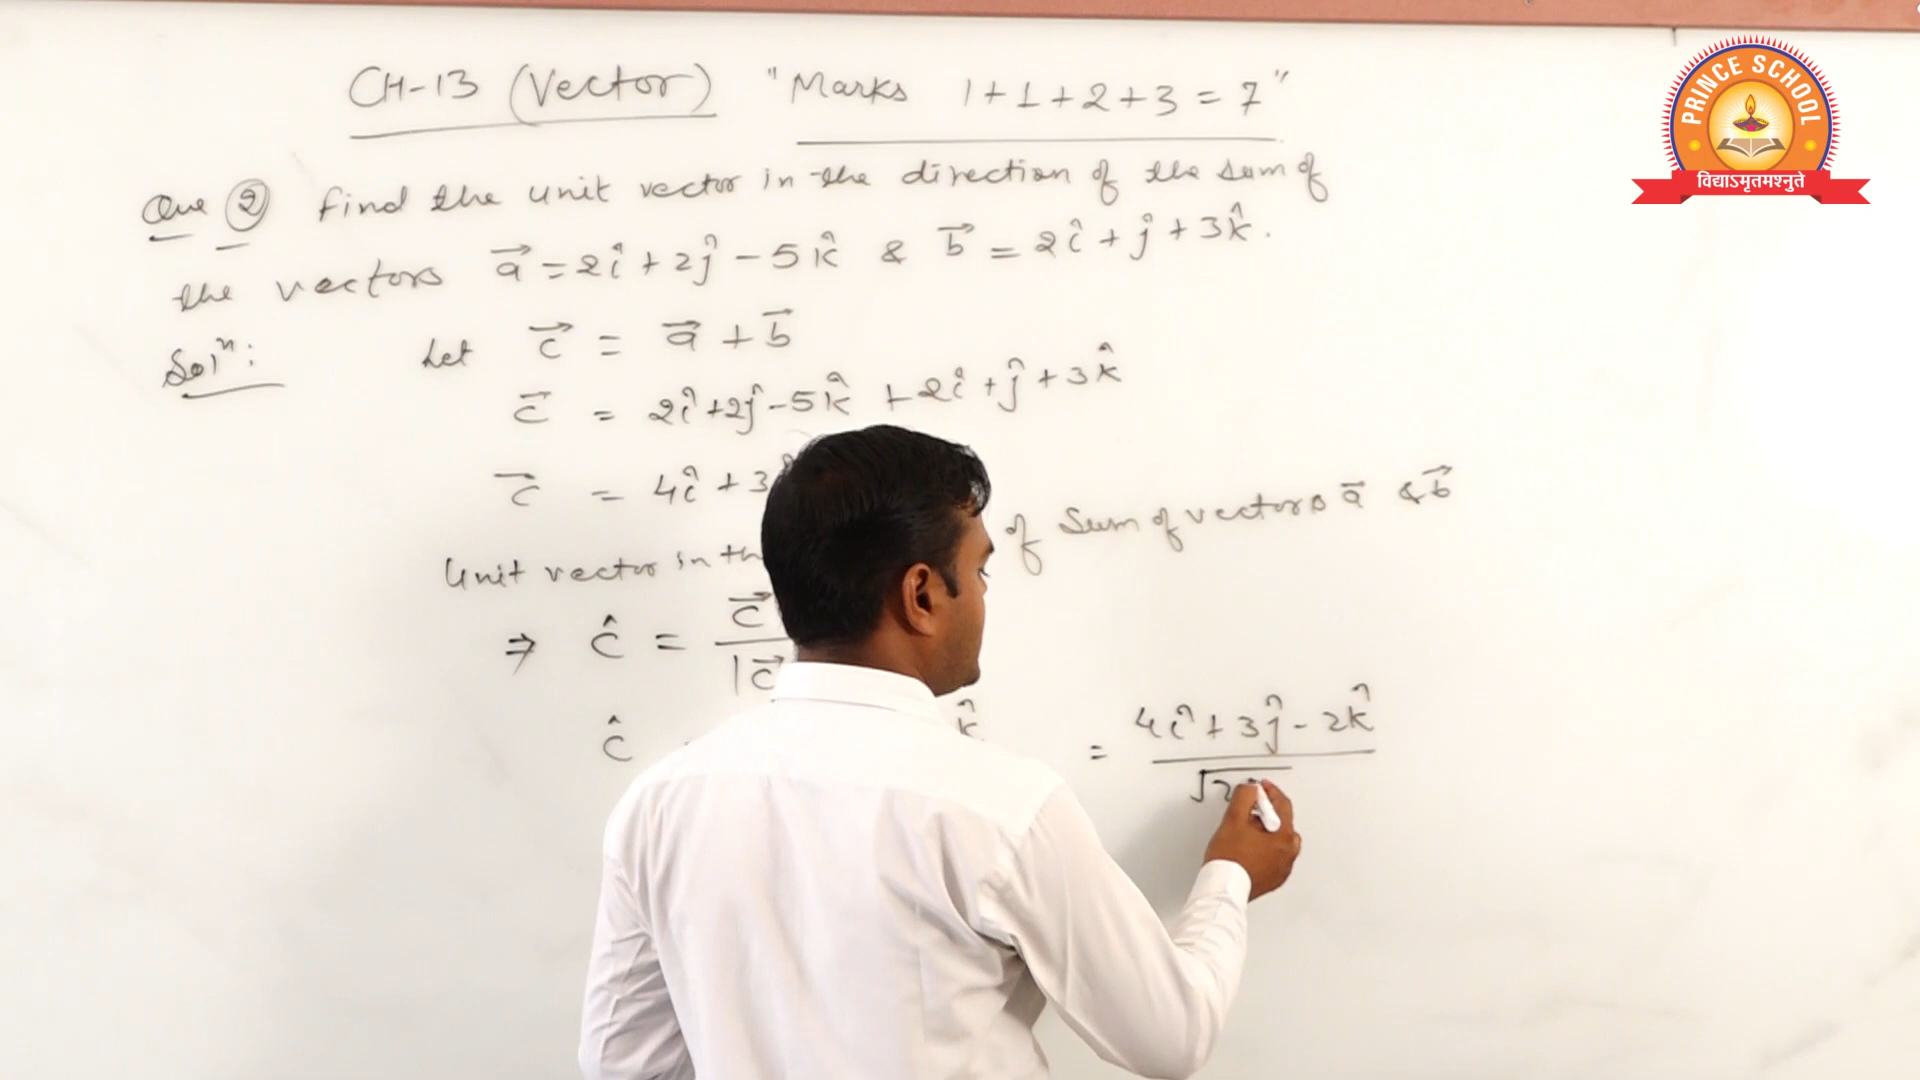 CH-13 (Vector) "Marks 1+1+2+3=7"
PRINCE SCHOOL
विद्याऽमृतमश्नुते
Que ② find the unit vector in the direction of the sum of
the vectors a⃗ = 2î + 2ĵ - 5k̂ & b⃗ = 2î + ĵ + 3k̂.
Solⁿ: Let c⃗ = a⃗ + b⃗
c⃗ = 2î+2ĵ-5k̂ +2î+ĵ+3k̂
c⃗ = 4î +3
Unit vector in th of Sum of vectors a⃗ & b⃗
⇒ ĉ = c⃗ / |c⃗
ĉ k̂ = 4î+3ĵ-2k̂ / √2